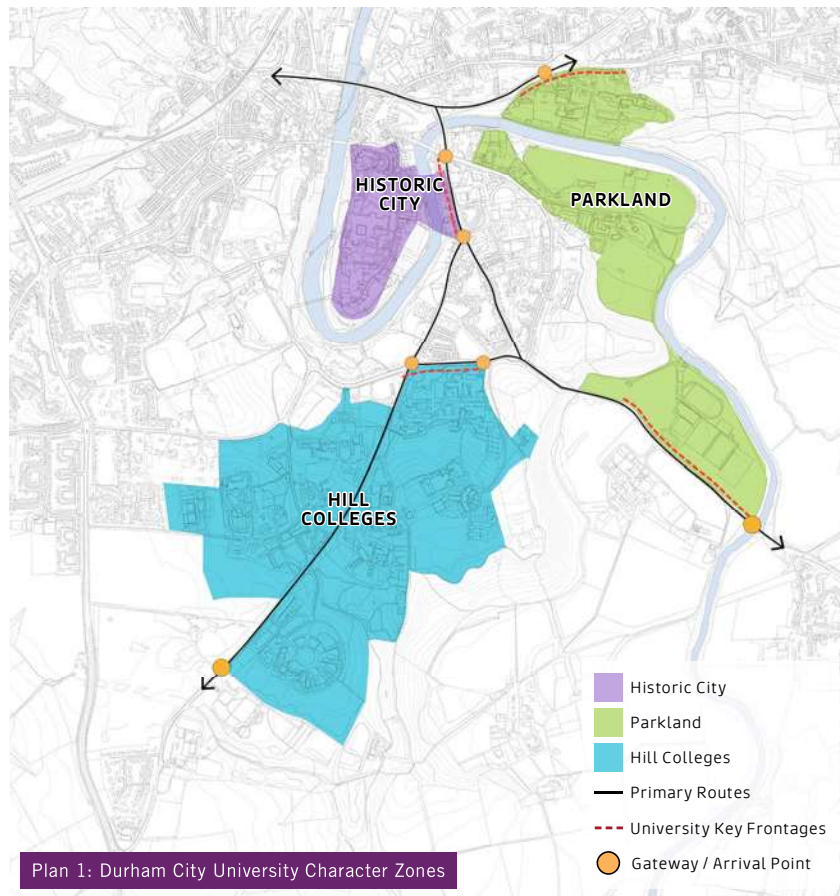 HISTORIC
CITY
PARKLAND
HILL
COLLEGES
Historic City
Parkland
Hill Colleges
Primary Routes
University Key Frontages
Gateway / Arrival Point
Plan 1: Durham City University Character Zones